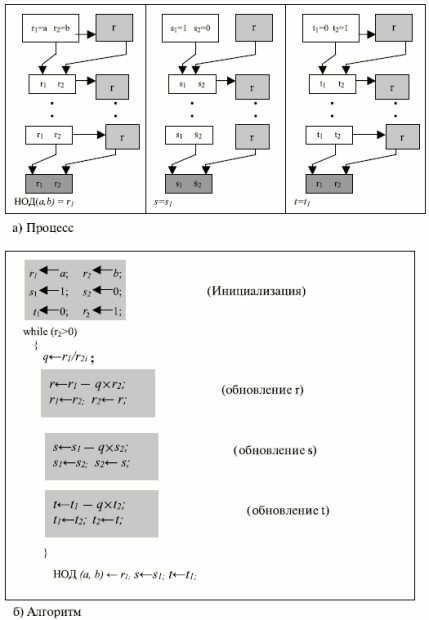 r₁=a r₂=b r s₁=1 s₂=0 r t₁=0 t₂=1 r
r₁ r₂ r s₁ s₂ r t₁ t₂ r
r₁ r₂ r s₁ s₂ r t₁ t₂ r
r₁ r₂ s₁ s₂ r₁ r₂
НОД(a,b) = r₁ s=s₁ t=t₁
а) Процесс
r₁←a; r₂←b;
s₁←1; s₂←0; (Инициализация)
t₁←0; r₂←1;
while (r₂>0)
{
q←r₁/r₂ᵢ ;
r←r₁ – q×r₂; (обновление r)
r₁←r₂; r₂← r;
s←s₁ – q×s₂; (обновление s)
s₁←s₂; s₂←s;
t←t₁ – q×t₂; (обновление t)
t₁←t₂; t₂←t;
}
НОД (a, b) ← r₁; s←s₁; t←t₁;
б) Алгоритм